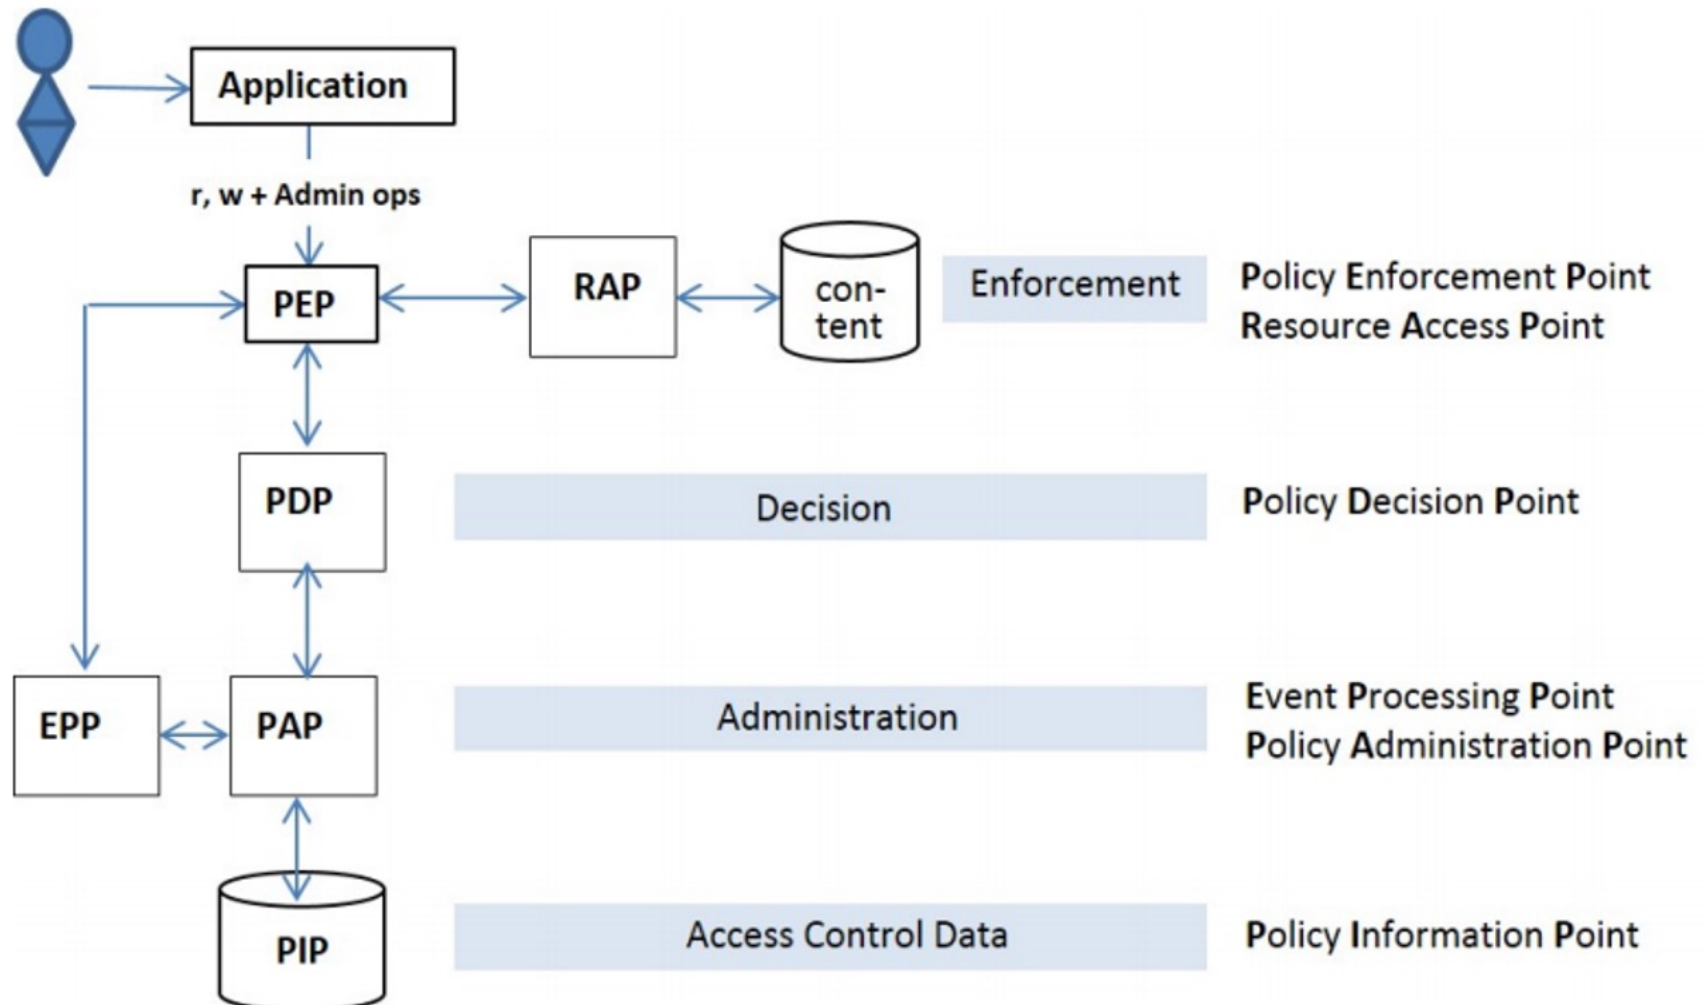 Application
r, w + Admin ops
PEP
RAP
con-
tent
Enforcement
Policy Enforcement Point
Resource Access Point
PDP
Decision
Policy Decision Point
EPP
PAP
Administration
Event Processing Point
Policy Administration Point
PIP
Access Control Data
Policy Information Point